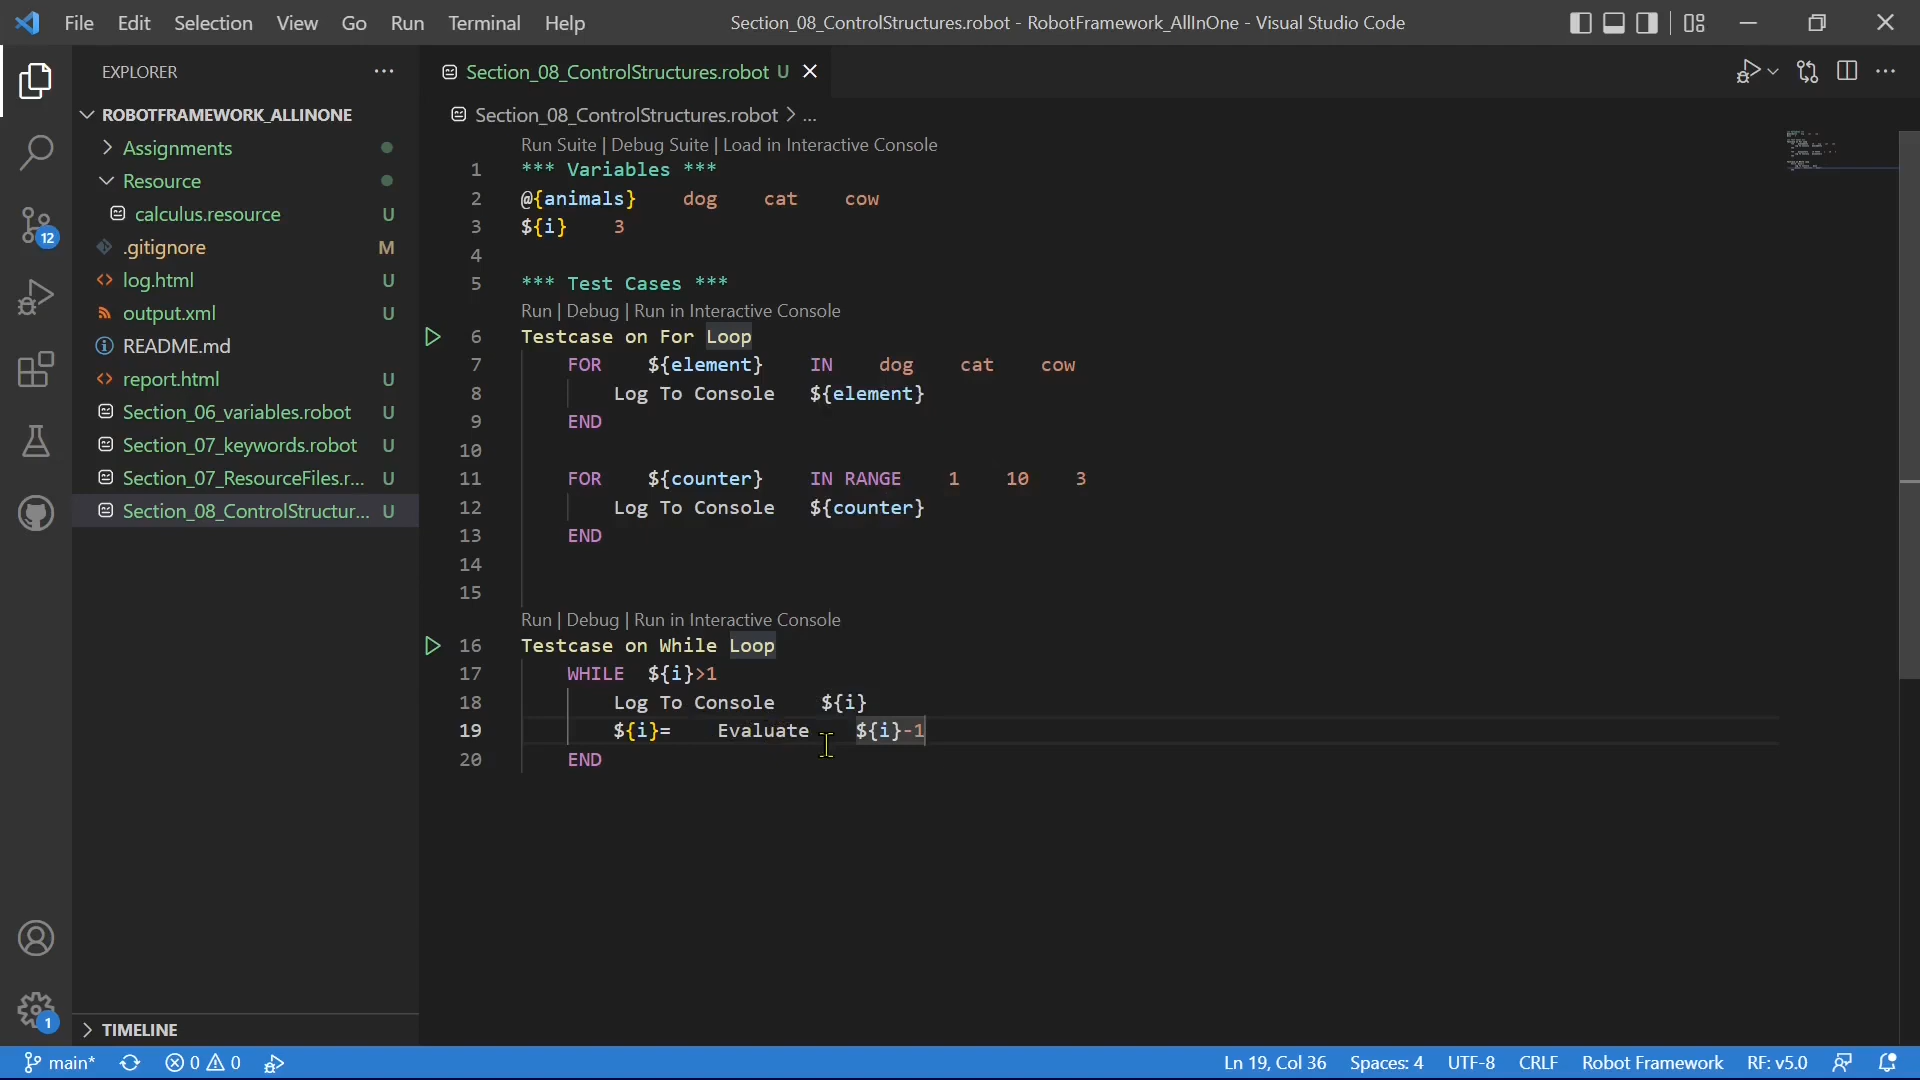 File Edit Selection View Go Run Terminal Help Section_08_ControlStructures.robot - RobotFramework_AllInOne - Visual Studio Code
EXPLORER
ROBOTFRAMEWORK_ALLINONE
Assignments
Resource
calculus.resource U
.gitignore M
log.html U
output.xml U
README.md
report.html U
Section_06_variables.robot U
Section_07_keywords.robot U
Section_07_ResourceFiles.r... U
Section_08_ControlStructur... U
TIMELINE
12
1
Section_08_ControlStructures.robot U
Section_08_ControlStructures.robot > ...
Run Suite | Debug Suite | Load in Interactive Console
1 *** Variables ***
2 @{animals} dog cat cow
3 ${i} 3
4
5 *** Test Cases ***
Run | Debug | Run in Interactive Console
6 Testcase on For Loop
7 FOR ${element} IN dog cat cow
8 Log To Console ${element}
9 END
10
11 FOR ${counter} IN RANGE 1 10 3
12 Log To Console ${counter}
13 END
14
15
Run | Debug | Run in Interactive Console
16 Testcase on While Loop
17 WHILE ${i}>1
18 Log To Console ${i}
19 ${i}= Evaluate ${i}-1
20 END
main* 0 0 Ln 19, Col 36 Spaces: 4 UTF-8 CRLF Robot Framework RF: v5.0